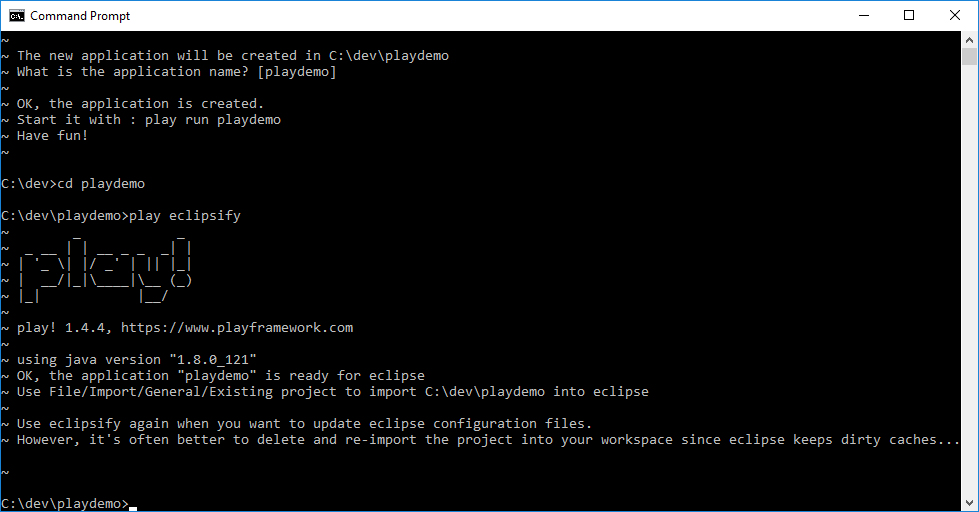 Command Prompt
~
~ The new application will be created in C:\dev\playdemo
~ What is the application name? [playdemo]
~
~ OK, the application is created.
~ Start it with : play run playdemo
~ Have fun!
~
C:\dev>cd playdemo
C:\dev\playdemo>play eclipsify
~        _            _
~  _ __ | | __ _ _  _| |
~ | '_ \| |/ _' | || |_|
~ |  __/|_|\____|\__ (_)
~ |_|            |__/
~
~ play! 1.4.4, https://www.playframework.com
~
~ using java version "1.8.0_121"
~ OK, the application "playdemo" is ready for eclipse
~ Use File/Import/General/Existing project to import C:\dev\playdemo into eclipse
~
~ Use eclipsify again when you want to update eclipse configuration files.
~ However, it's often better to delete and re-import the project into your workspace since eclipse keeps dirty caches...
~
C:\dev\playdemo>